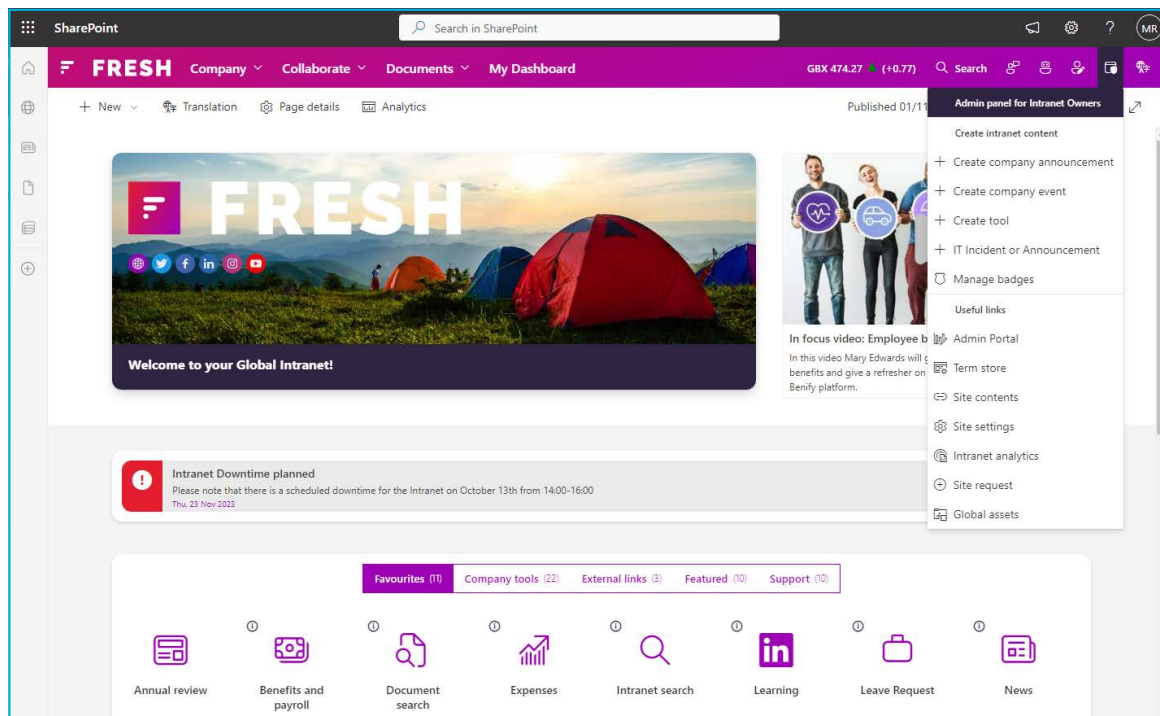 SharePoint
Search in SharePoint
MR
FRESH Company Collaborate Documents My Dashboard
GBX 474.27 (+0.77) Search
New Translation Page details Analytics
Published 01/11
Admin panel for Intranet Owners
Create intranet content
Create company announcement
Create company event
Create tool
IT Incident or Announcement
Manage badges
Useful links
Admin Portal
Term store
Site contents
Site settings
Intranet analytics
Site request
Global assets
FRESH
Welcome to your Global Intranet!
In focus video: Employee b
In this video Mary Edwards will g
benefits and give a refresher on
Benify platform.
Intranet Downtime planned
Please note that there is a scheduled downtime for the Intranet on October 13th from 14:00-16:00
Thu, 23 Nov 2023
Favourites (11) Company tools (22) External links (3) Featured (10) Support (10)
Annual review
Benefits and
payroll
Document
search
Expenses
Intranet search
in
Learning
Leave Request
News